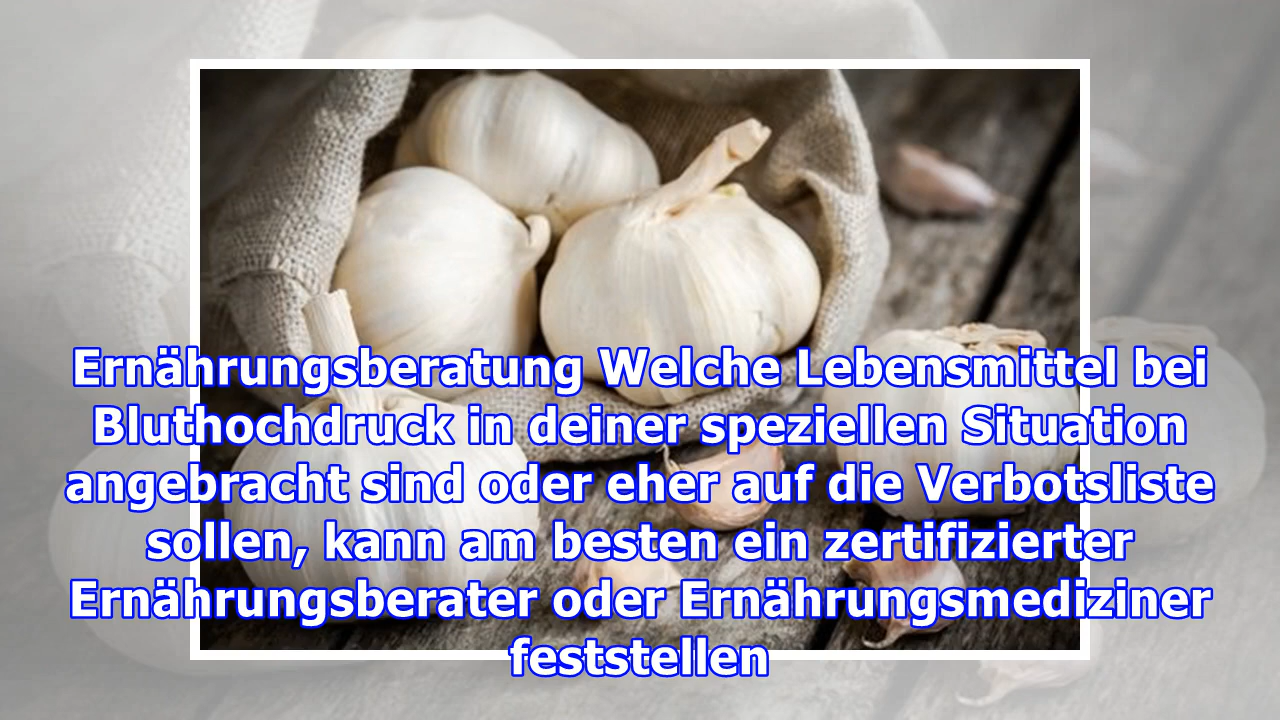 Ernährungsberatung Welche Lebensmittel bei
Bluthochdruck in deiner speziellen Situation
angebracht sind oder eher auf die Verbotsliste
sollen, kann am besten ein zertifizierter
Ernährungsberater oder Ernährungsmediziner
feststellen